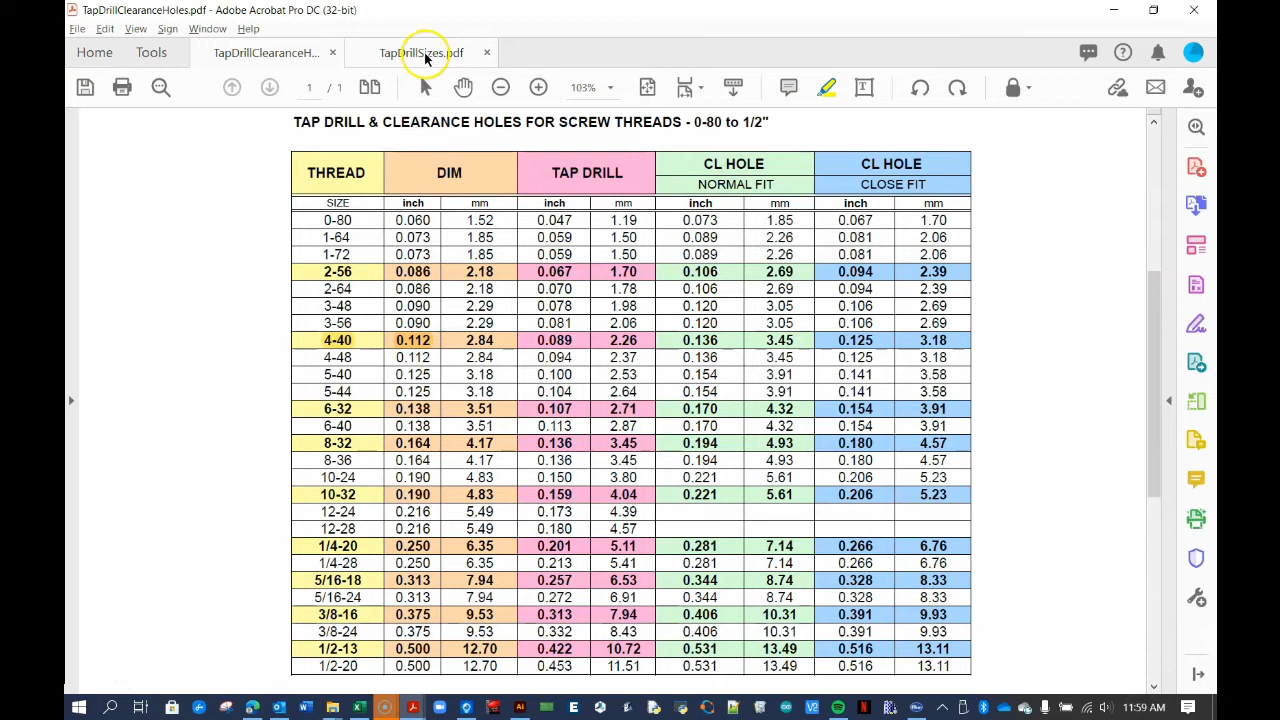 TapDrillClearanceHoles.pdf - Adobe Acrobat Pro DC (32-bit)
File Edit View Sign Window Help
Home Tools TapDrillClearanceH... × TapDrillSizes.pdf ×
1 / 1 103%
TAP DRILL & CLEARANCE HOLES FOR SCREW THREADS - 0-80 to 1/2"
THREAD DIM TAP DRILL CL HOLE CL HOLE
NORMAL FIT CLOSE FIT
SIZE inch mm inch mm inch mm inch mm
0-80 0.060 1.52 0.047 1.19 0.073 1.85 0.067 1.70
1-64 0.073 1.85 0.059 1.50 0.089 2.26 0.081 2.06
1-72 0.073 1.85 0.059 1.50 0.089 2.26 0.081 2.06
2-56 0.086 2.18 0.067 1.70 0.106 2.69 0.094 2.39
2-64 0.086 2.18 0.070 1.78 0.106 2.69 0.094 2.39
3-48 0.090 2.29 0.078 1.98 0.120 3.05 0.106 2.69
3-56 0.090 2.29 0.081 2.06 0.120 3.05 0.106 2.69
4-40 0.112 2.84 0.089 2.26 0.136 3.45 0.125 3.18
4-48 0.112 2.84 0.094 2.37 0.136 3.45 0.125 3.18
5-40 0.125 3.18 0.100 2.53 0.154 3.91 0.141 3.58
5-44 0.125 3.18 0.104 2.64 0.154 3.91 0.141 3.58
6-32 0.138 3.51 0.107 2.71 0.170 4.32 0.154 3.91
6-40 0.138 3.51 0.113 2.87 0.170 4.32 0.154 3.91
8-32 0.164 4.17 0.136 3.45 0.194 4.93 0.180 4.57
8-36 0.164 4.17 0.136 3.45 0.194 4.93 0.180 4.57
10-24 0.190 4.83 0.150 3.80 0.221 5.61 0.206 5.23
10-32 0.190 4.83 0.159 4.04 0.221 5.61 0.206 5.23
12-24 0.216 5.49 0.173 4.39
12-28 0.216 5.49 0.180 4.57
1/4-20 0.250 6.35 0.201 5.11 0.281 7.14 0.266 6.76
1/4-28 0.250 6.35 0.213 5.41 0.281 7.14 0.266 6.76
5/16-18 0.313 7.94 0.257 6.53 0.344 8.74 0.328 8.33
5/16-24 0.313 7.94 0.272 6.91 0.344 8.74 0.328 8.33
3/8-16 0.375 9.53 0.313 7.94 0.406 10.31 0.391 9.93
3/8-24 0.375 9.53 0.332 8.43 0.406 10.31 0.391 9.93
1/2-13 0.500 12.70 0.422 10.72 0.531 13.49 0.516 13.11
1/2-20 0.500 12.70 0.453 11.51 0.531 13.49 0.516 13.11
11:59 AM